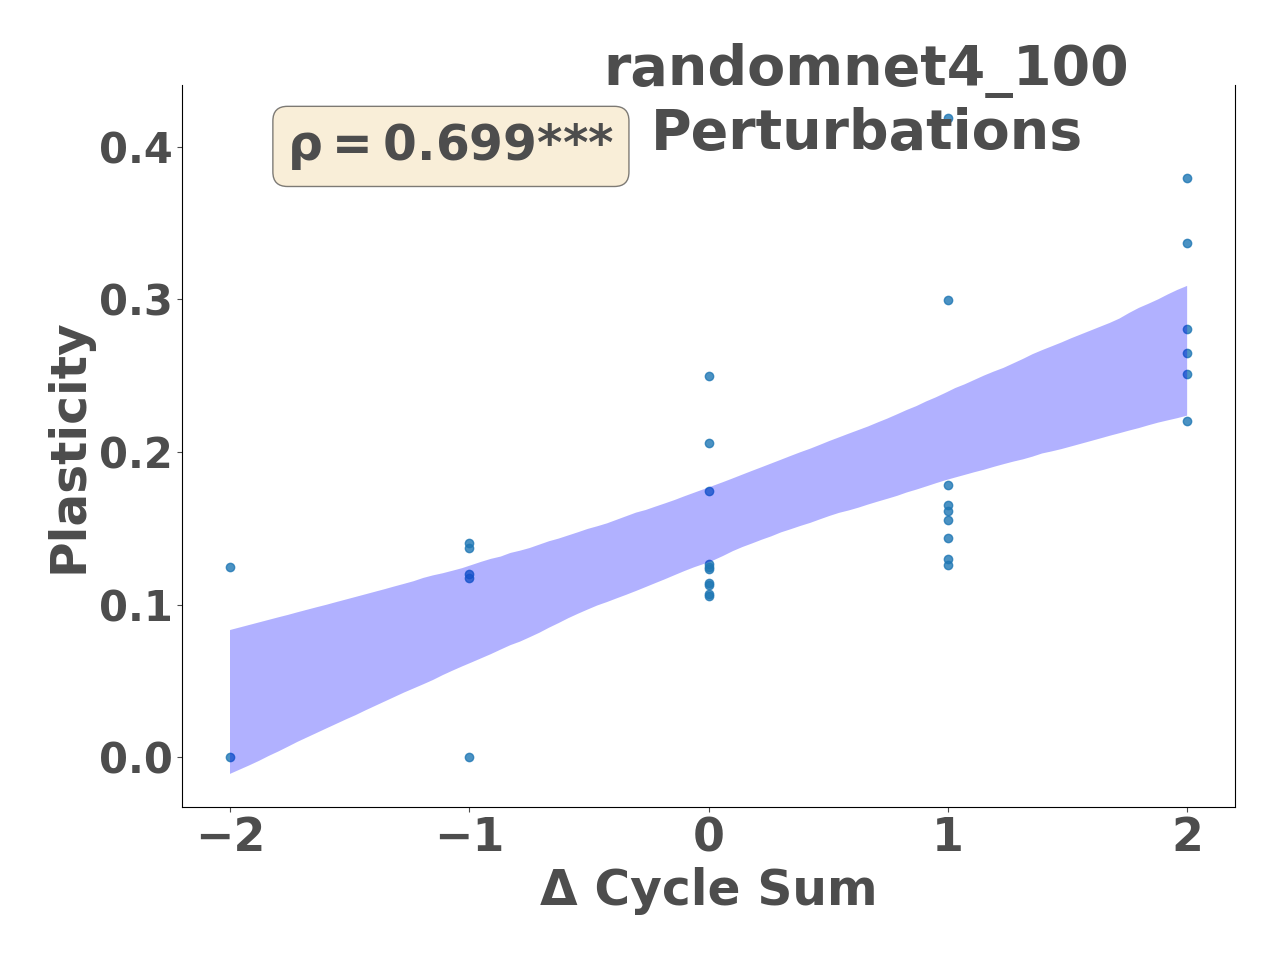 randomnet4_100
Perturbations
ρ = 0.699***
0.4
0.3
0.2
0.1
0.0
Plasticity
−2
−1
0
1
2
Δ Cycle Sum